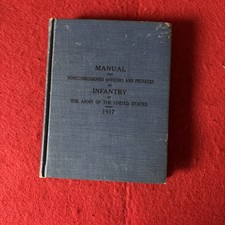 MANUAL
FOR
NONCOMMISSIONED OFFICERS AND PRIVATES
OF
INFANTRY
OF
THE ARMY OF THE UNITED STATES
1917